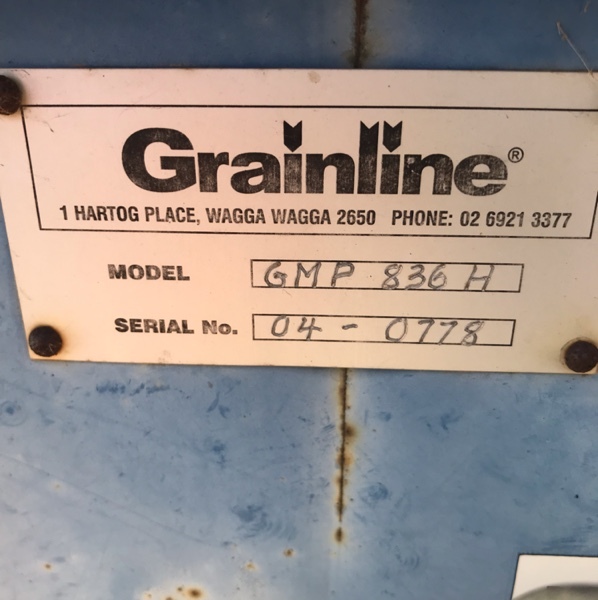 Grainline®
1 HARTOG PLACE, WAGGA WAGGA 2650 PHONE: 02 6921 3377
MODEL GMP 836 H
SERIAL No. 04 - 0778